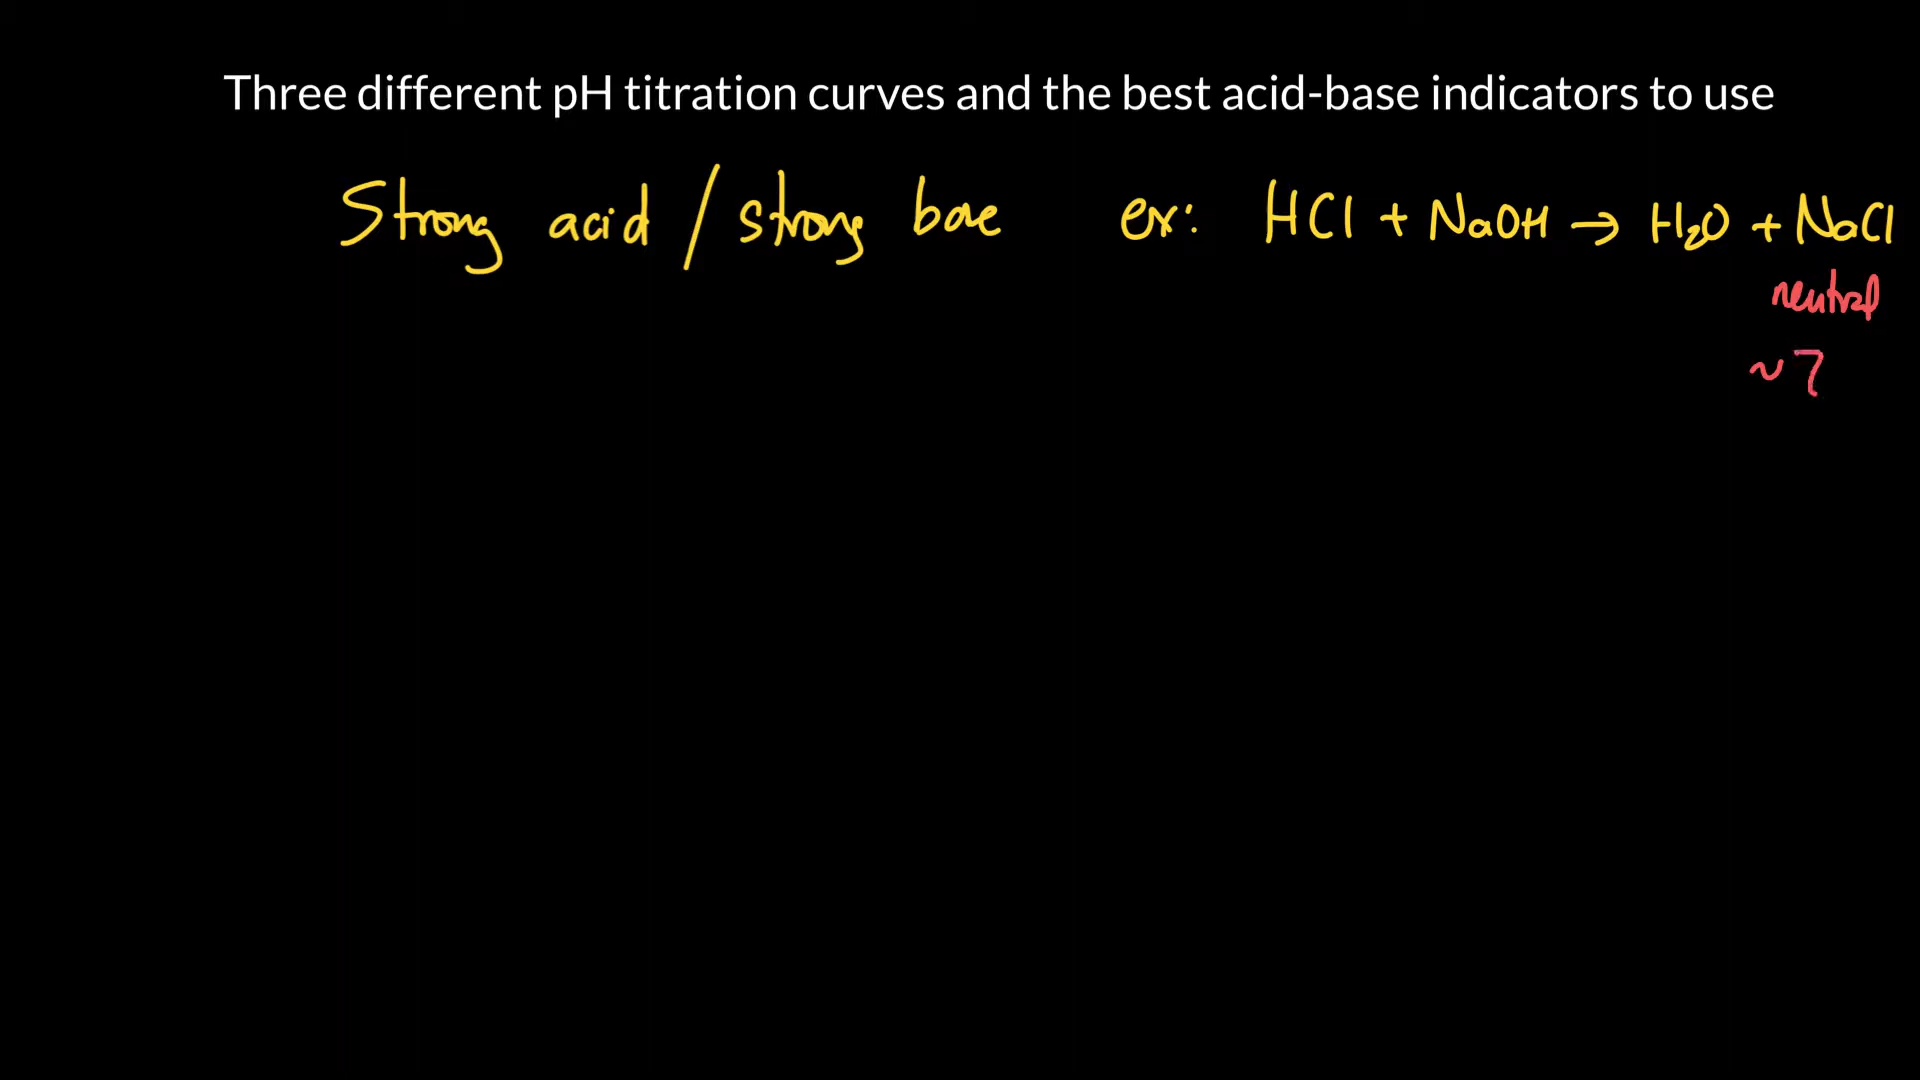 Three different pH titration curves and the best acid-base indicators to use
Strong acid / strong base ex: HCl + NaOH → H₂O + NaCl
neutral
~7